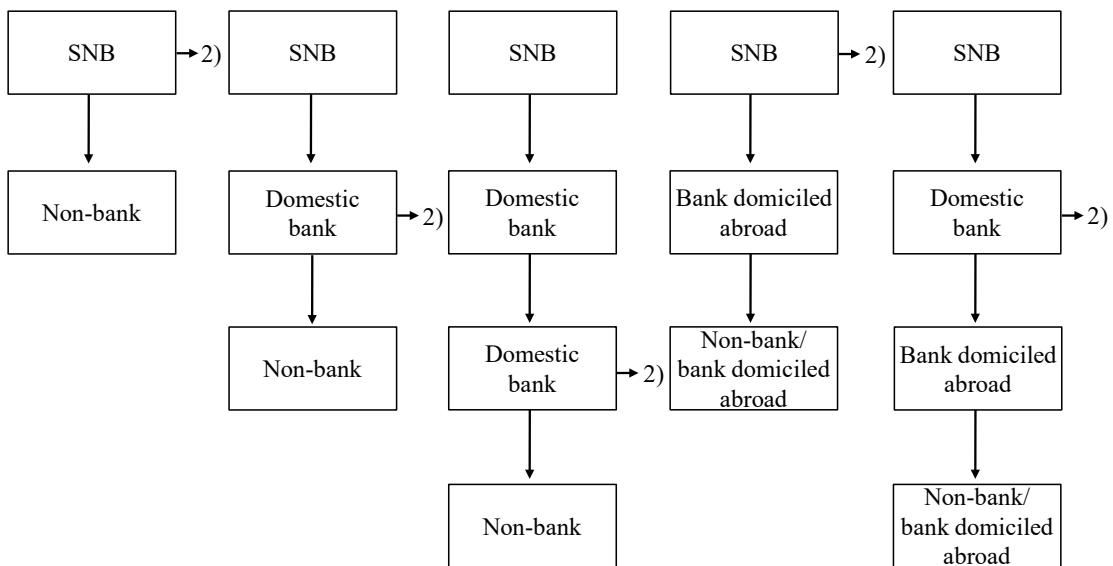 SNB
2)
SNB
SNB
SNB
2)
SNB
Non-bank
Domestic
bank
2)
Domestic
bank
Bank domiciled
abroad
Domestic
bank
2)
Non-bank
Domestic
bank
2)
Non-bank/
bank domiciled
abroad
Bank domiciled
abroad
Non-bank
Non-bank/
bank domiciled
abroad